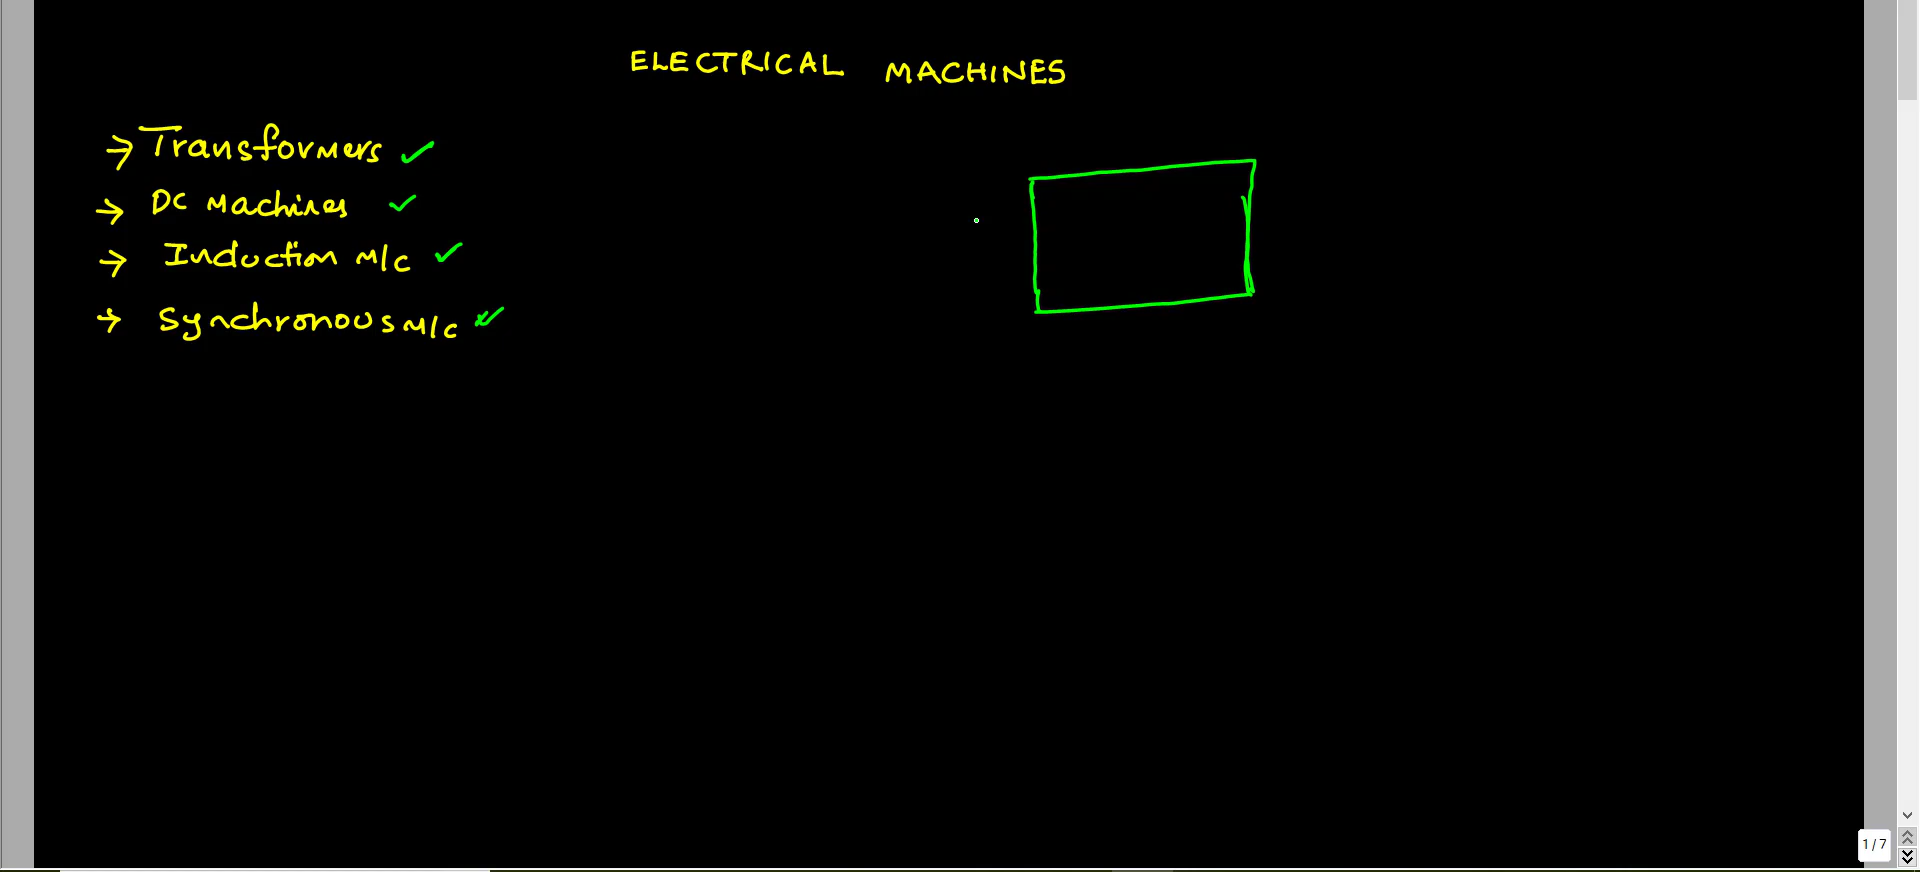 ELECTRICAL MACHINES
→ Transformers ✓
→ DC Machines ✓
→ Induction M/c ✓
→ Synchronous M/c ✓
1 / 7